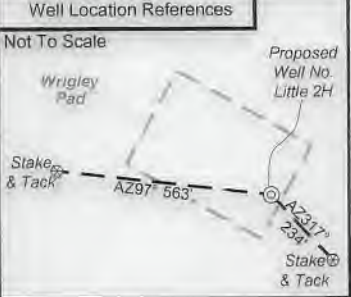 Well Location References
Not To Scale
Proposed
Well No.
Little 2H
Wrigley
Pad
Stake
& Tack
AZ97° 563'
AZ317°
234'
Stake
& Tack